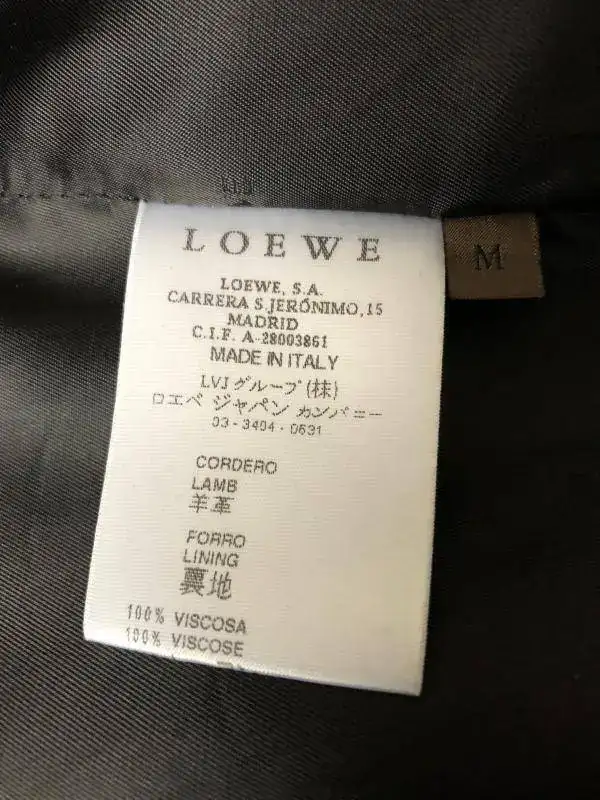 LOEWE
M
LOEWE, S.A.
CARRERA S.JERÓNIMO,15
MADRID
C.I.F. A-28003861
MADE IN ITALY
LVJ グループ (株)
ロエベ ジャパン カンパニー
03-3404-0631
CORDERO
LAMB
羊革
FORRO
LINING
裏地
100% VISCOSA
100% VISCOSE